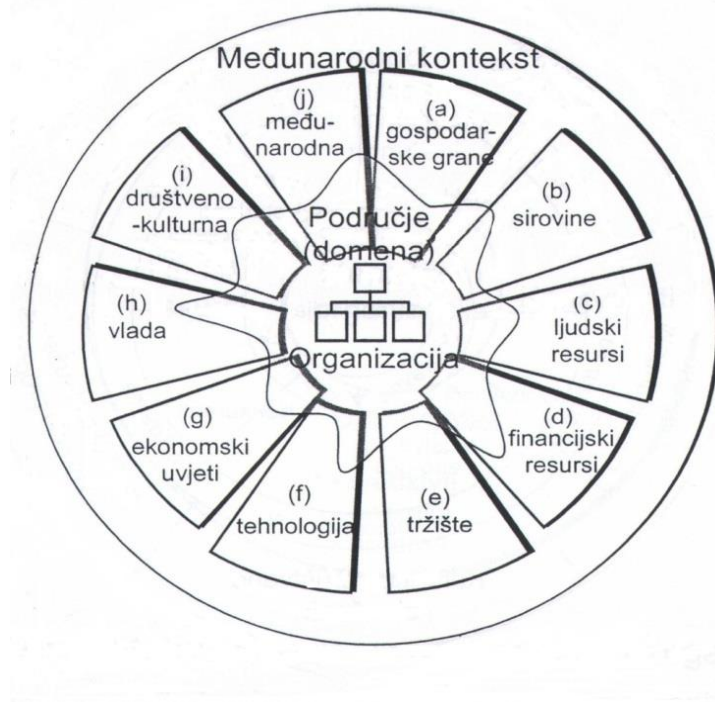 Međunarodni kontekst
(j)
među-
narodna
(a)
gospodar-
ske grane
(i)
društveno
-kulturna
(b)
sirovine
Područje
(domena)
(h)
vlada
(c)
ljudski
resursi
Organizacija
(g)
ekonomski
uvjeti
(d)
financijski
resursi
(f)
tehnologija
(e)
tržište